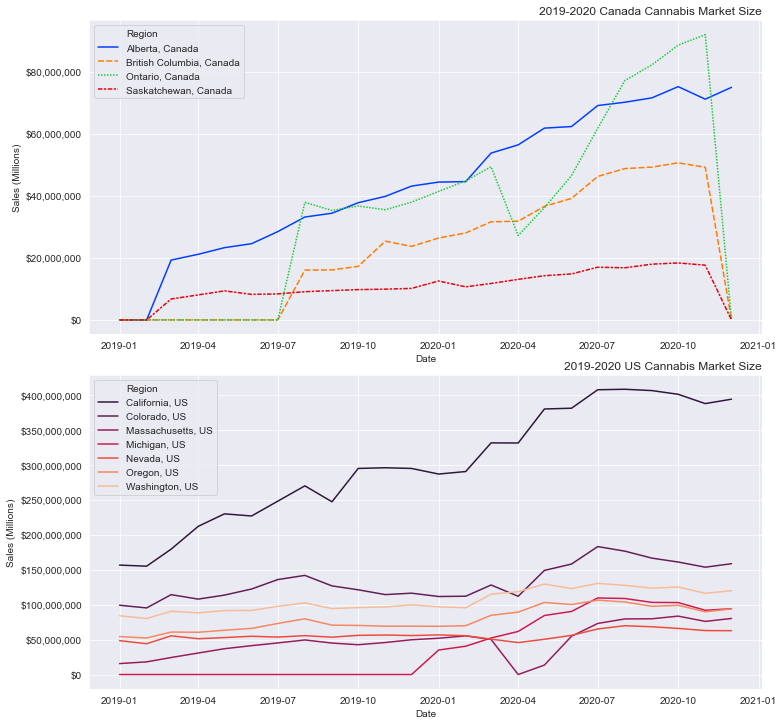 2019-2020 Canada Cannabis Market Size
Region
Alberta, Canada
British Columbia, Canada
Ontario, Canada
Saskatchewan, Canada
$80,000,000
$60,000,000
$40,000,000
$20,000,000
$0
Sales (Millions)
2019-01 2019-04 2019-07 2019-10 2020-01 2020-04 2020-07 2020-10 2021-01
Date
2019-2020 US Cannabis Market Size
Region
California, US
Colorado, US
Massachusetts, US
Michigan, US
Nevada, US
Oregon, US
Washington, US
$400,000,000
$350,000,000
$300,000,000
$250,000,000
$200,000,000
$150,000,000
$100,000,000
$50,000,000
$0
Sales (Millions)
2019-01 2019-04 2019-07 2019-10 2020-01 2020-04 2020-07 2020-10 2021-01
Date